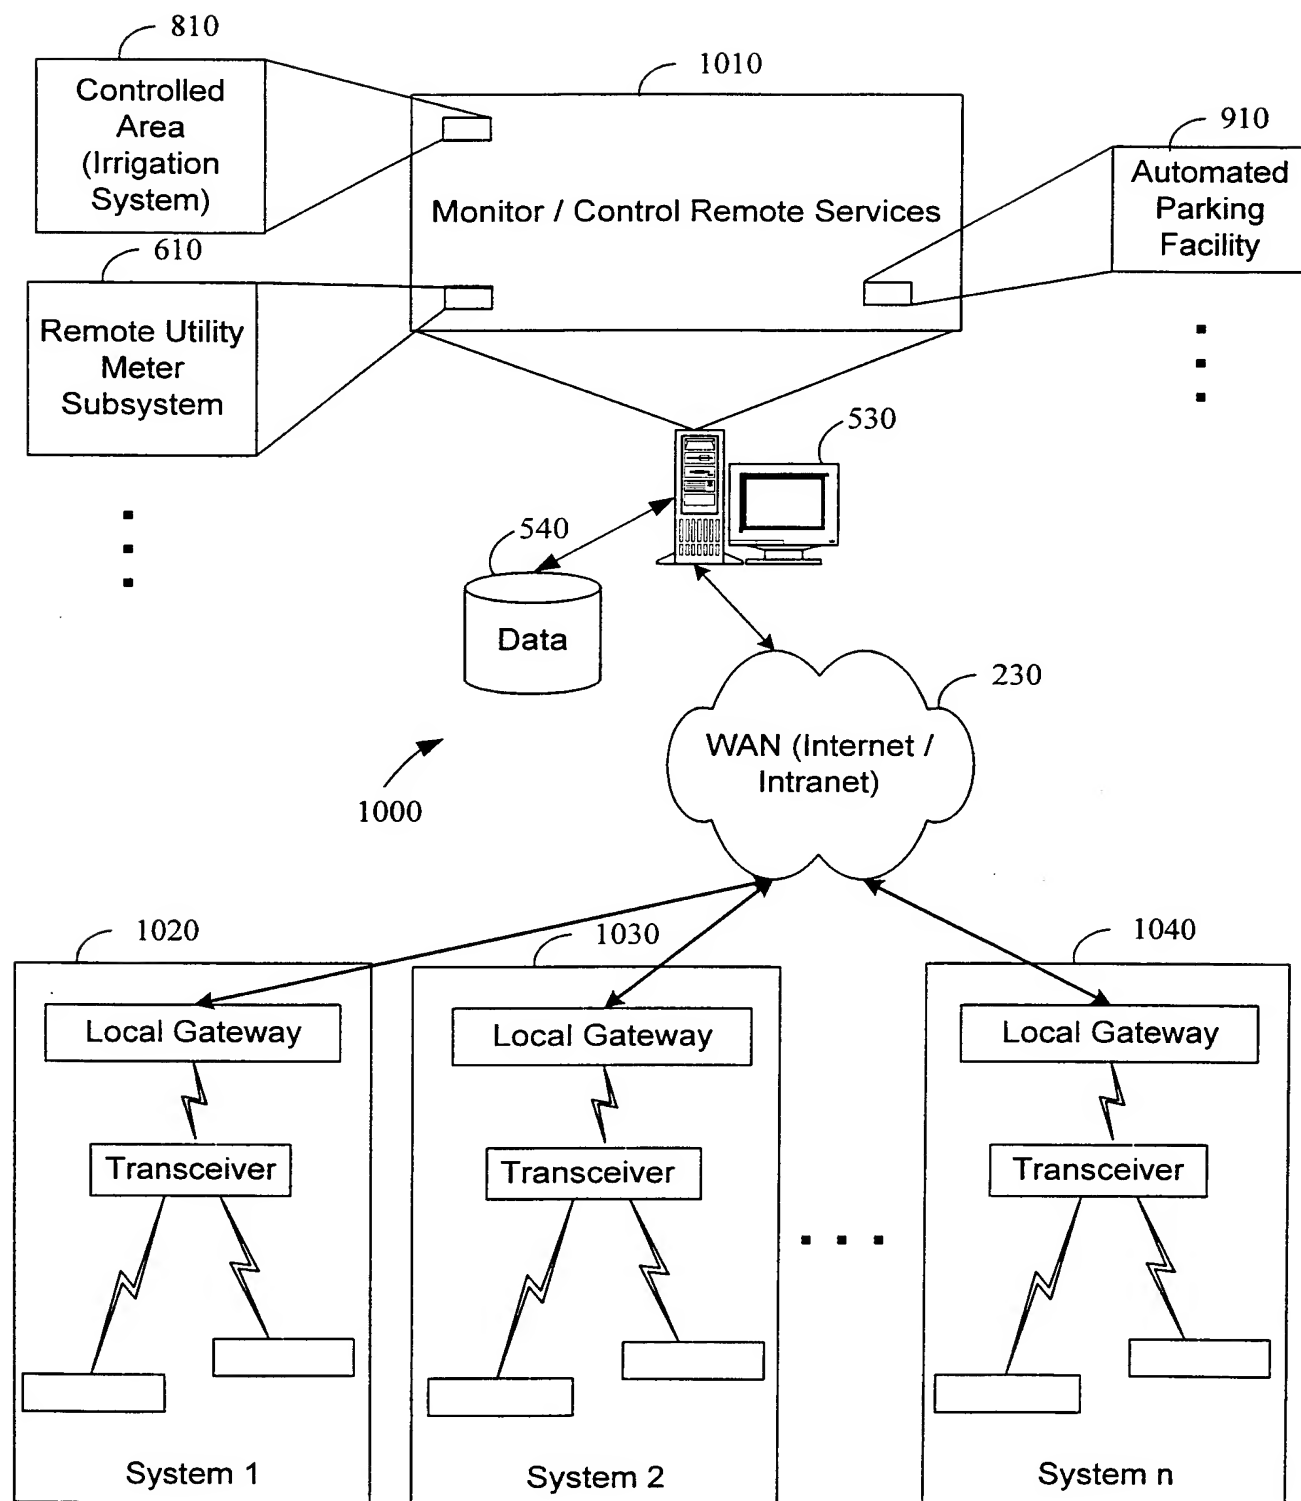 810
Controlled
Area
(Irrigation
System)
1010
Monitor / Control Remote Services
910
Automated
Parking
Facility
610
Remote Utility
Meter
Subsystem
530
540
Data
230
WAN (Internet /
Intranet)
1000
1020
Local Gateway
Transceiver
System 1
1030
Local Gateway
Transceiver
System 2
1040
Local Gateway
Transceiver
System n